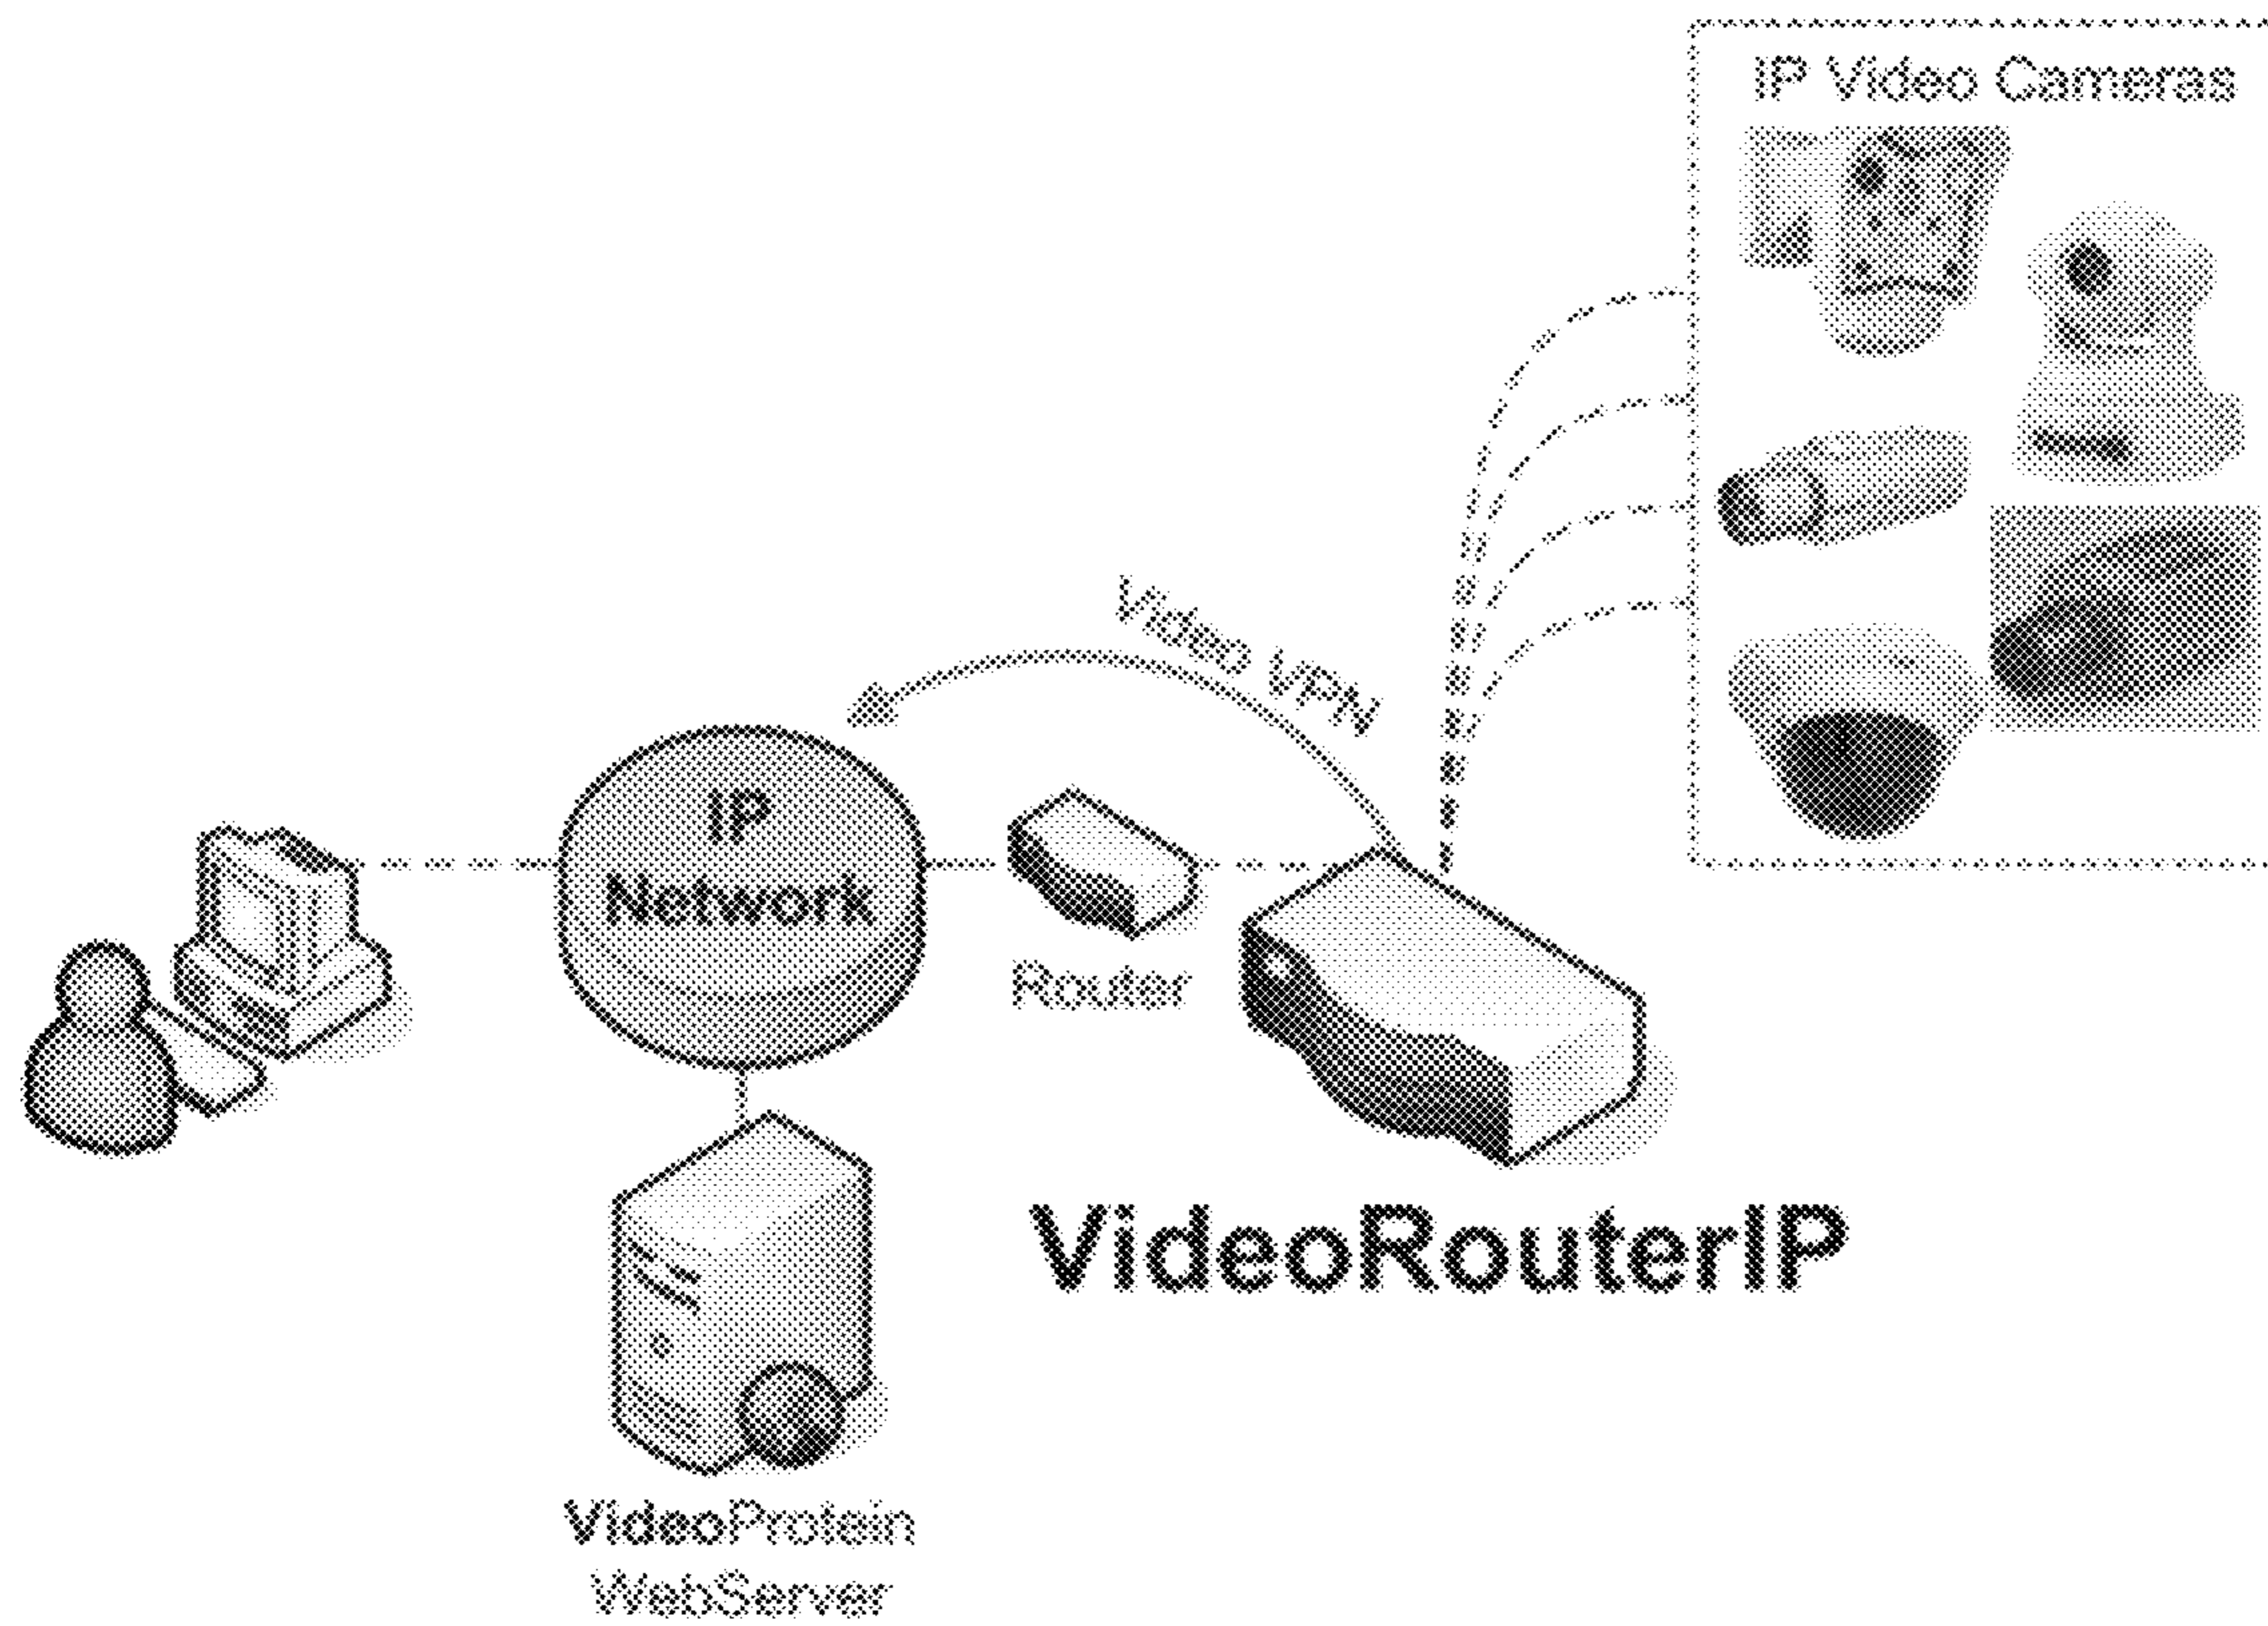 IP Video Cameras
Video VPN
IP
Network
Router
VideoRouterIP
VideoProtein
WebServer